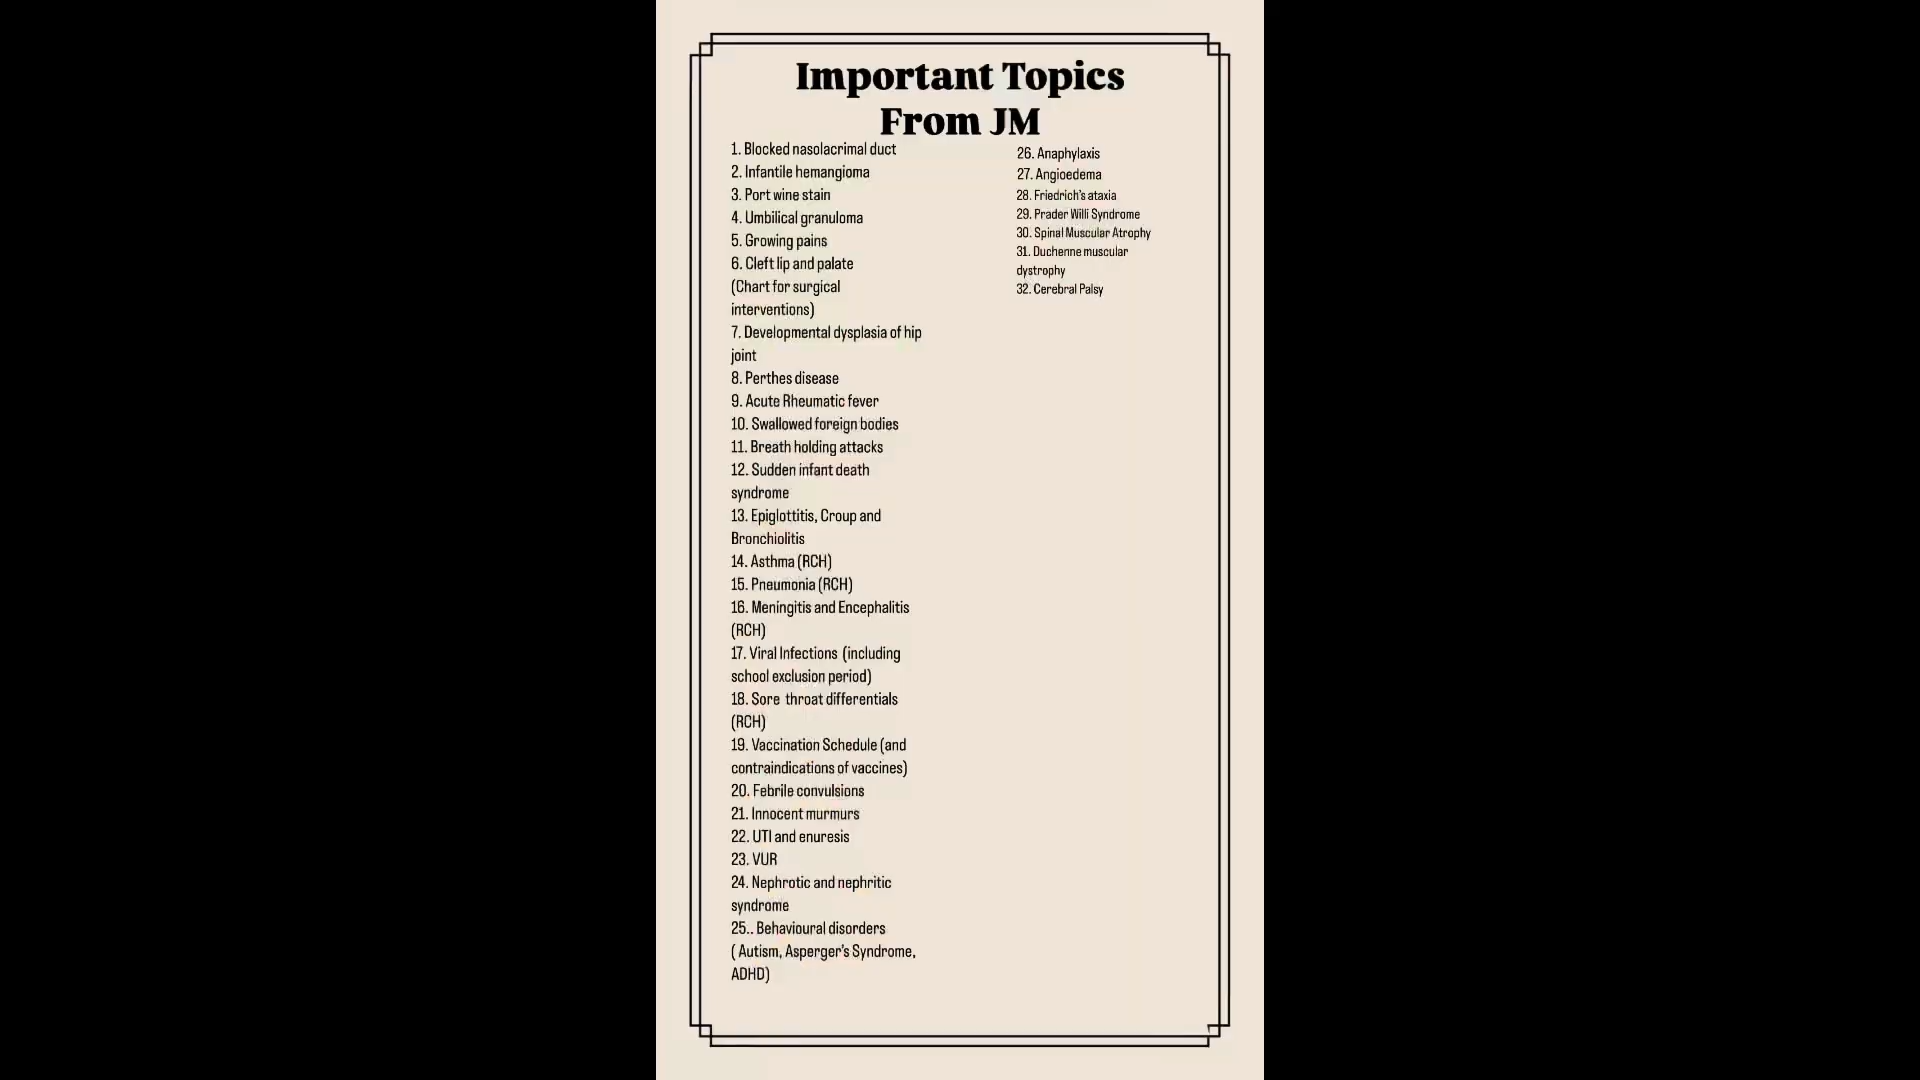 Important Topics
From JM
1. Blocked nasolacrimal duct
2. Infantile hemangioma
3. Port wine stain
4. Umbilical granuloma
5. Growing pains
6. Cleft lip and palate
(Chart for surgical
interventions)
7. Developmental dysplasia of hip
joint
8. Perthes disease
9. Acute Rheumatic fever
10. Swallowed foreign bodies
11. Breath holding attacks
12. Sudden infant death
syndrome
13. Epiglottitis, Croup and
Bronchiolitis
14. Asthma (RCH)
15. Pneumonia (RCH)
16. Meningitis and Encephalitis
(RCH)
17. Viral Infections (including
school exclusion period)
18. Sore throat differentials
(RCH)
19. Vaccination Schedule (and
contraindications of vaccines)
20. Febrile convulsions
21. Innocent murmurs
22. UTI and enuresis
23. VUR
24. Nephrotic and nephritic
syndrome
25.. Behavioural disorders
( Autism, Asperger's Syndrome,
ADHD)
26. Anaphylaxis
27. Angioedema
28. Friedrich's ataxia
29. Prader Willi Syndrome
30. Spinal Muscular Atrophy
31. Duchenne muscular
dystrophy
32. Cerebral Palsy